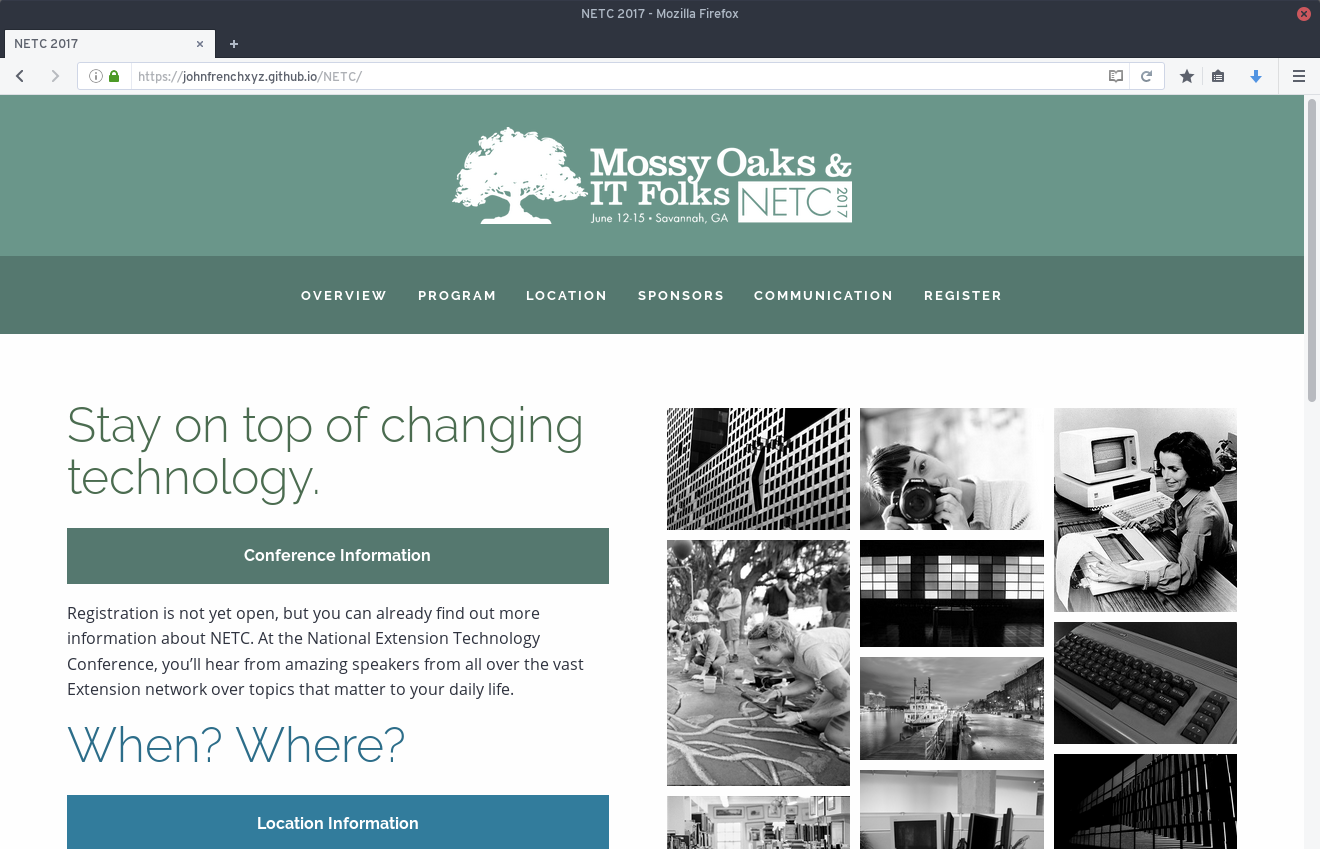 NETC 2017 - Mozilla Firefox
NETC 2017
https://johnfrenchxyz.github.io/NETC/
Mossy Oaks &
IT Folks NETC 2017
June 12-15 • Savannah, GA
OVERVIEW PROGRAM LOCATION SPONSORS COMMUNICATION REGISTER
Stay on top of changing
technology.
Conference Information
Registration is not yet open, but you can already find out more
information about NETC. At the National Extension Technology
Conference, you’ll hear from amazing speakers from all over the vast
Extension network over topics that matter to your daily life.
When? Where?
Location Information